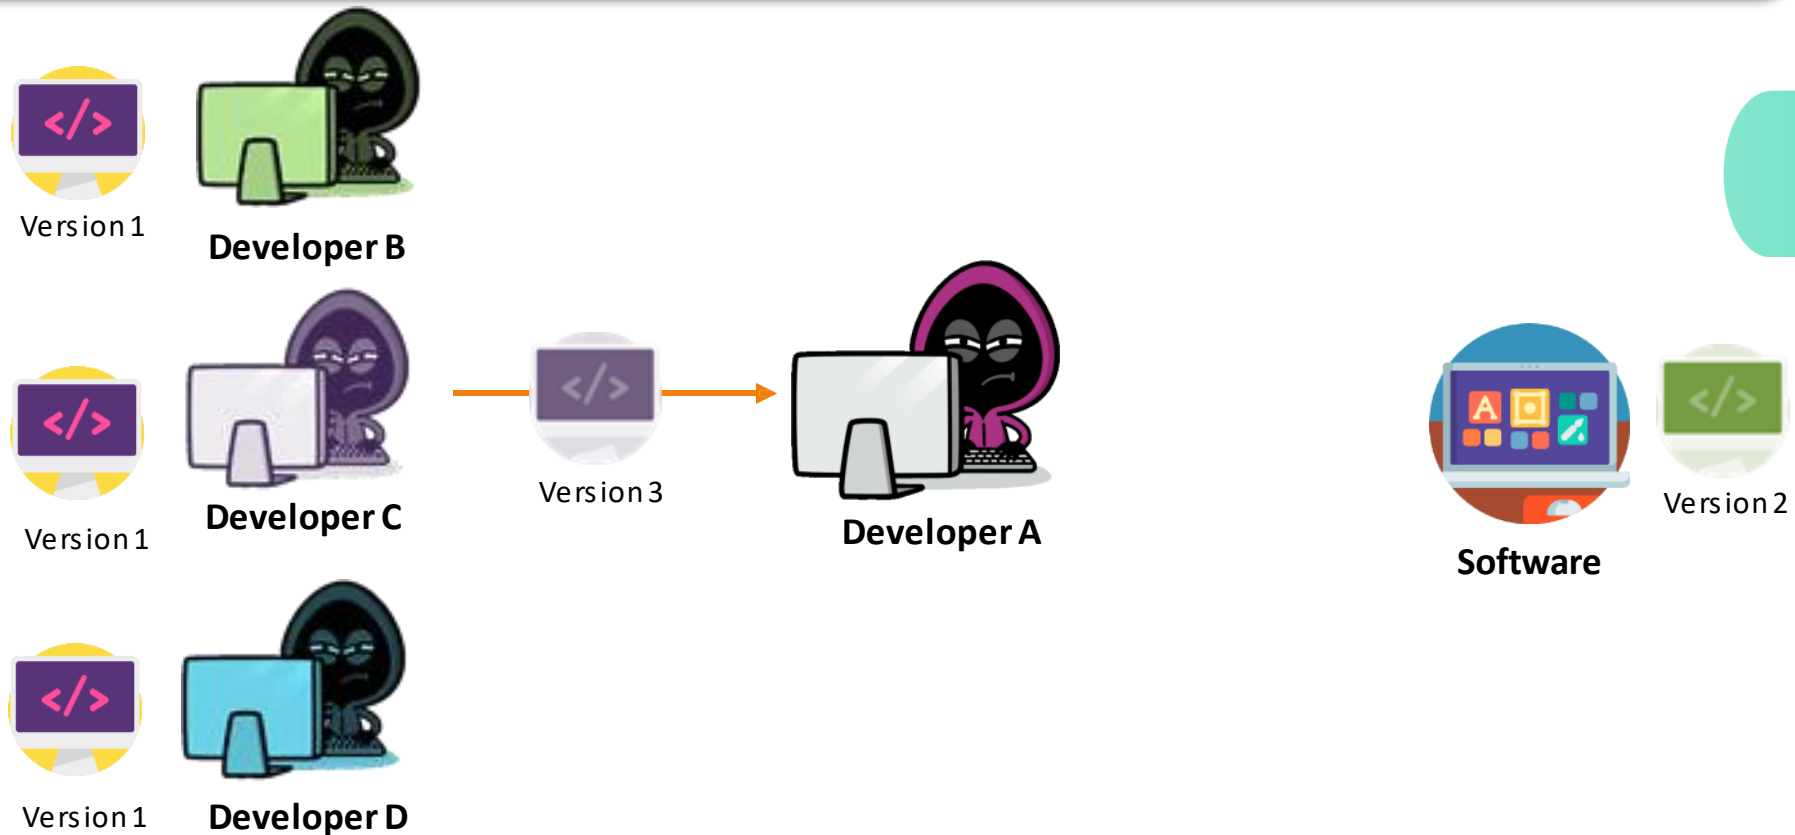 </>
Version 1
Developer B
</>
Version 1
Developer C
</>
Version 3
Developer A
A
Software
</>
Version 2
</>
Version 1
Developer D